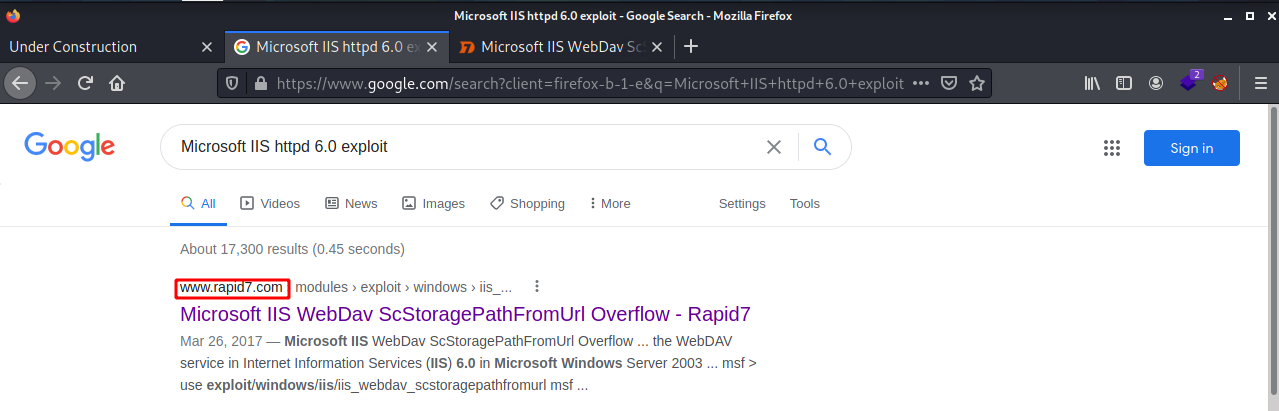 Microsoft IIS httpd 6.0 exploit - Google Search - Mozilla Firefox
Under Construction
Microsoft IIS httpd 6.0 ex
Microsoft IIS WebDav ScS
https://www.google.com/search?client=firefox-b-1-e&q=Microsoft+IIS+httpd+6.0+exploit
2
Google
Microsoft IIS httpd 6.0 exploit
Sign in
All Videos News Images Shopping More Settings Tools
About 17,300 results (0.45 seconds)
www.rapid7.com modules › exploit › windows › iis_...
Microsoft IIS WebDav ScStoragePathFromUrl Overflow - Rapid7
Mar 26, 2017 — Microsoft IIS WebDav ScStoragePathFromUrl Overflow ... the WebDAV
service in Internet Information Services (IIS) 6.0 in Microsoft Windows Server 2003 ... msf >
use exploit/windows/iis/iis_webdav_scstoragepathfromurl msf ...